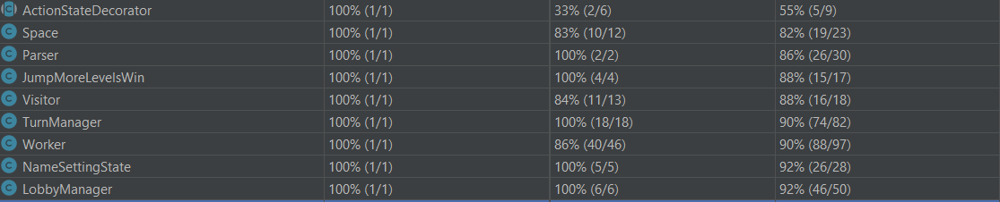 ActionStateDecorator 100% (1/1) 33% (2/6) 55% (5/9)
C Space 100% (1/1) 83% (10/12) 82% (19/23)
C Parser 100% (1/1) 100% (2/2) 86% (26/30)
C JumpMoreLevelsWin 100% (1/1) 100% (4/4) 88% (15/17)
C Visitor 100% (1/1) 84% (11/13) 88% (16/18)
C TurnManager 100% (1/1) 100% (18/18) 90% (74/82)
C Worker 100% (1/1) 86% (40/46) 90% (88/97)
C NameSettingState 100% (1/1) 100% (5/5) 92% (26/28)
C LobbyManager 100% (1/1) 100% (6/6) 92% (46/50)